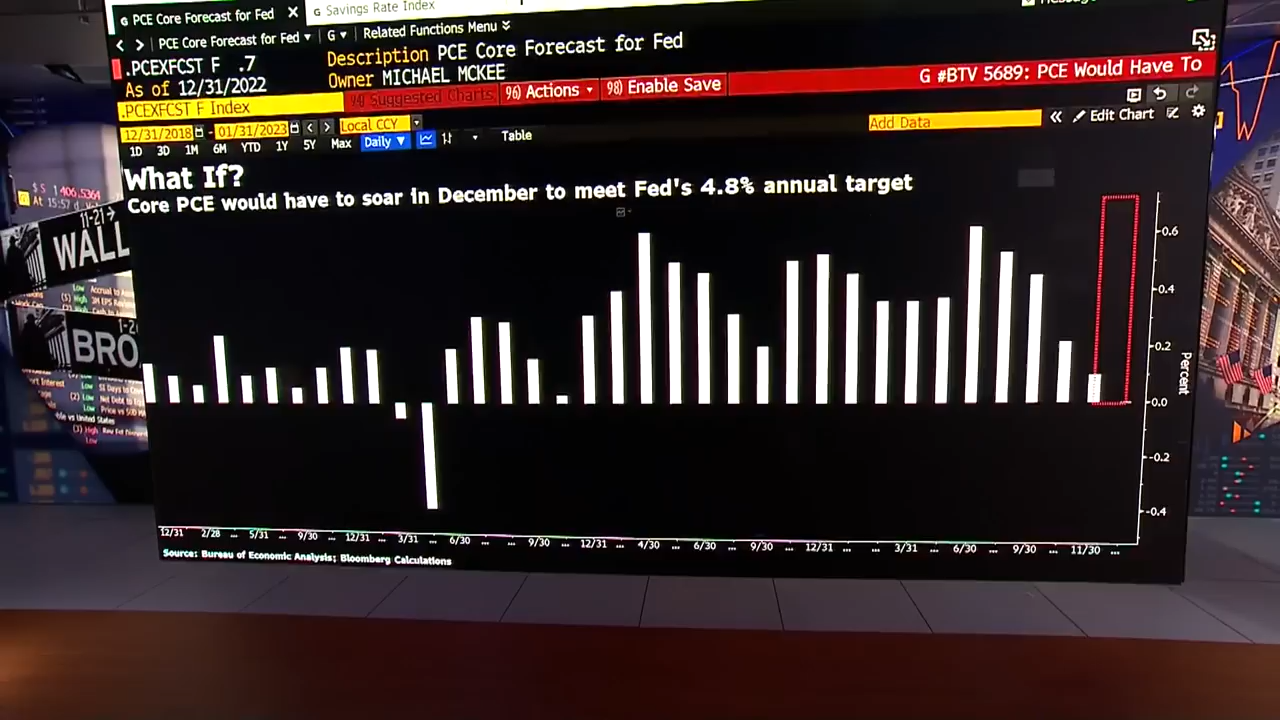 G PCE Core Forecast for Fed X
G Savings Rate Index
< > PCE Core Forecast for Fed G Related Functions Menu
.PCEXFCST F .7
As of 12/31/2022
Description PCE Core Forecast for Fed
Owner MICHAEL MCKEE
G #BTV 5689: PCE Would Have To
.PCEXFCST F Index
94) Suggested Charts
96) Actions
98) Enable Save
12/31/2018 - 01/31/2023 < > Local CCY
Add Data
« Edit Chart
1D 3D 1M 6M YTD 1Y 5Y Max Daily ▼ Table
What If?
Core PCE would have to soar in December to meet Fed's 4.8% annual target
0.6
0.4
0.2
0.0
-0.2
-0.4
Percent
12/31 2/28 ... 5/31 ... 9/30 ... 12/31 ... 3/31 ... 6/30 ... 9/30 ... 12/31 ... 4/30 ... 6/30 ... 9/30 ... 12/31 ... ... 3/31 ... 6/30 ... 9/30 ... 11/30 ...
Source: Bureau of Economic Analysis; Bloomberg Calculations
11-21
WALL
1-2
BRO